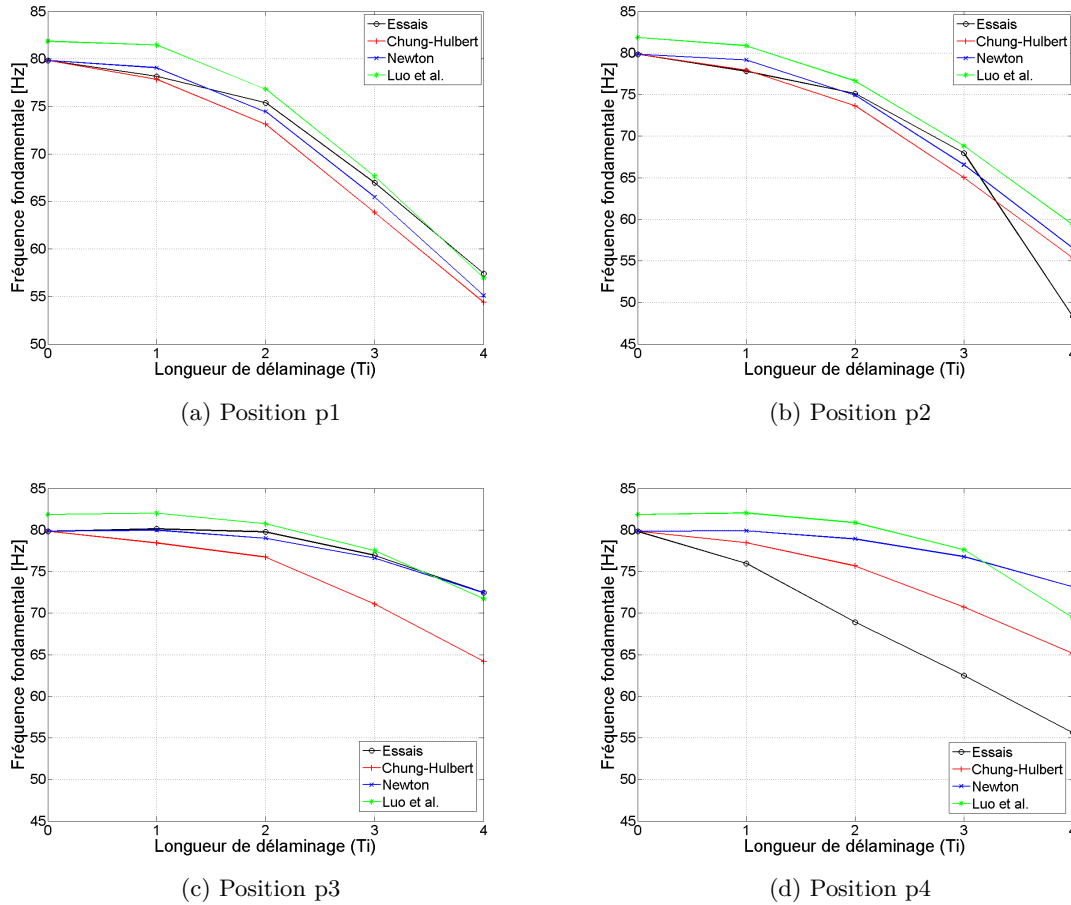 85
80
75
70
65
60
55
50
Fréquence fondamentale [Hz]
Essais
Chung-Hulbert
Newton
Luo et al.
0 1 2 3 4
Longueur de délaminage (Ti)
(a) Position p1
85
80
75
70
65
60
55
50
45
Fréquence fondamentale [Hz]
Essais
Chung-Hulbert
Newton
Luo et al.
0 1 2 3 4
Longueur de délaminage (Ti)
(b) Position p2
85
80
75
70
65
60
55
50
45
Fréquence fondamentale [Hz]
Essais
Chung-Hulbert
Newton
Luo et al.
0 1 2 3 4
Longueur de délaminage (Ti)
(c) Position p3
85
80
75
70
65
60
55
50
45
Fréquence fondamentale [Hz]
Essais
Chung-Hulbert
Newton
Luo et al.
0 1 2 3 4
Longueur de délaminage (Ti)
(d) Position p4